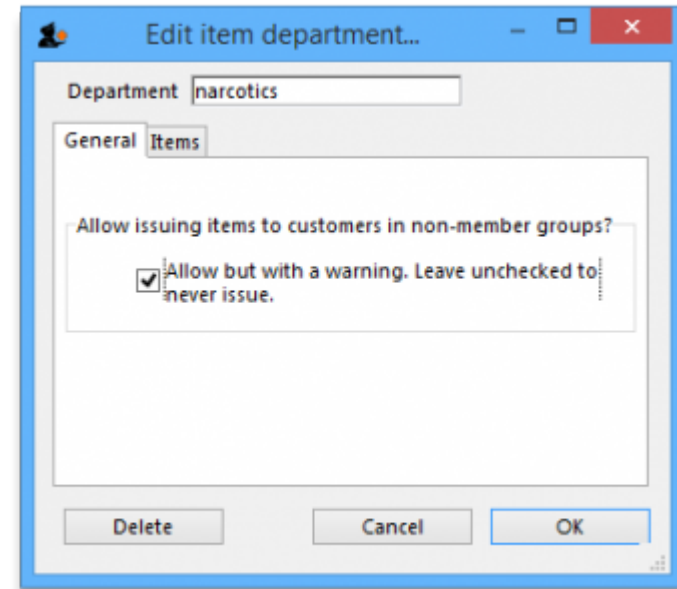 Edit item department...
Department narcotics
General Items
Allow issuing items to customers in non-member groups?
Allow but with a warning. Leave unchecked to
never issue.
Delete Cancel OK